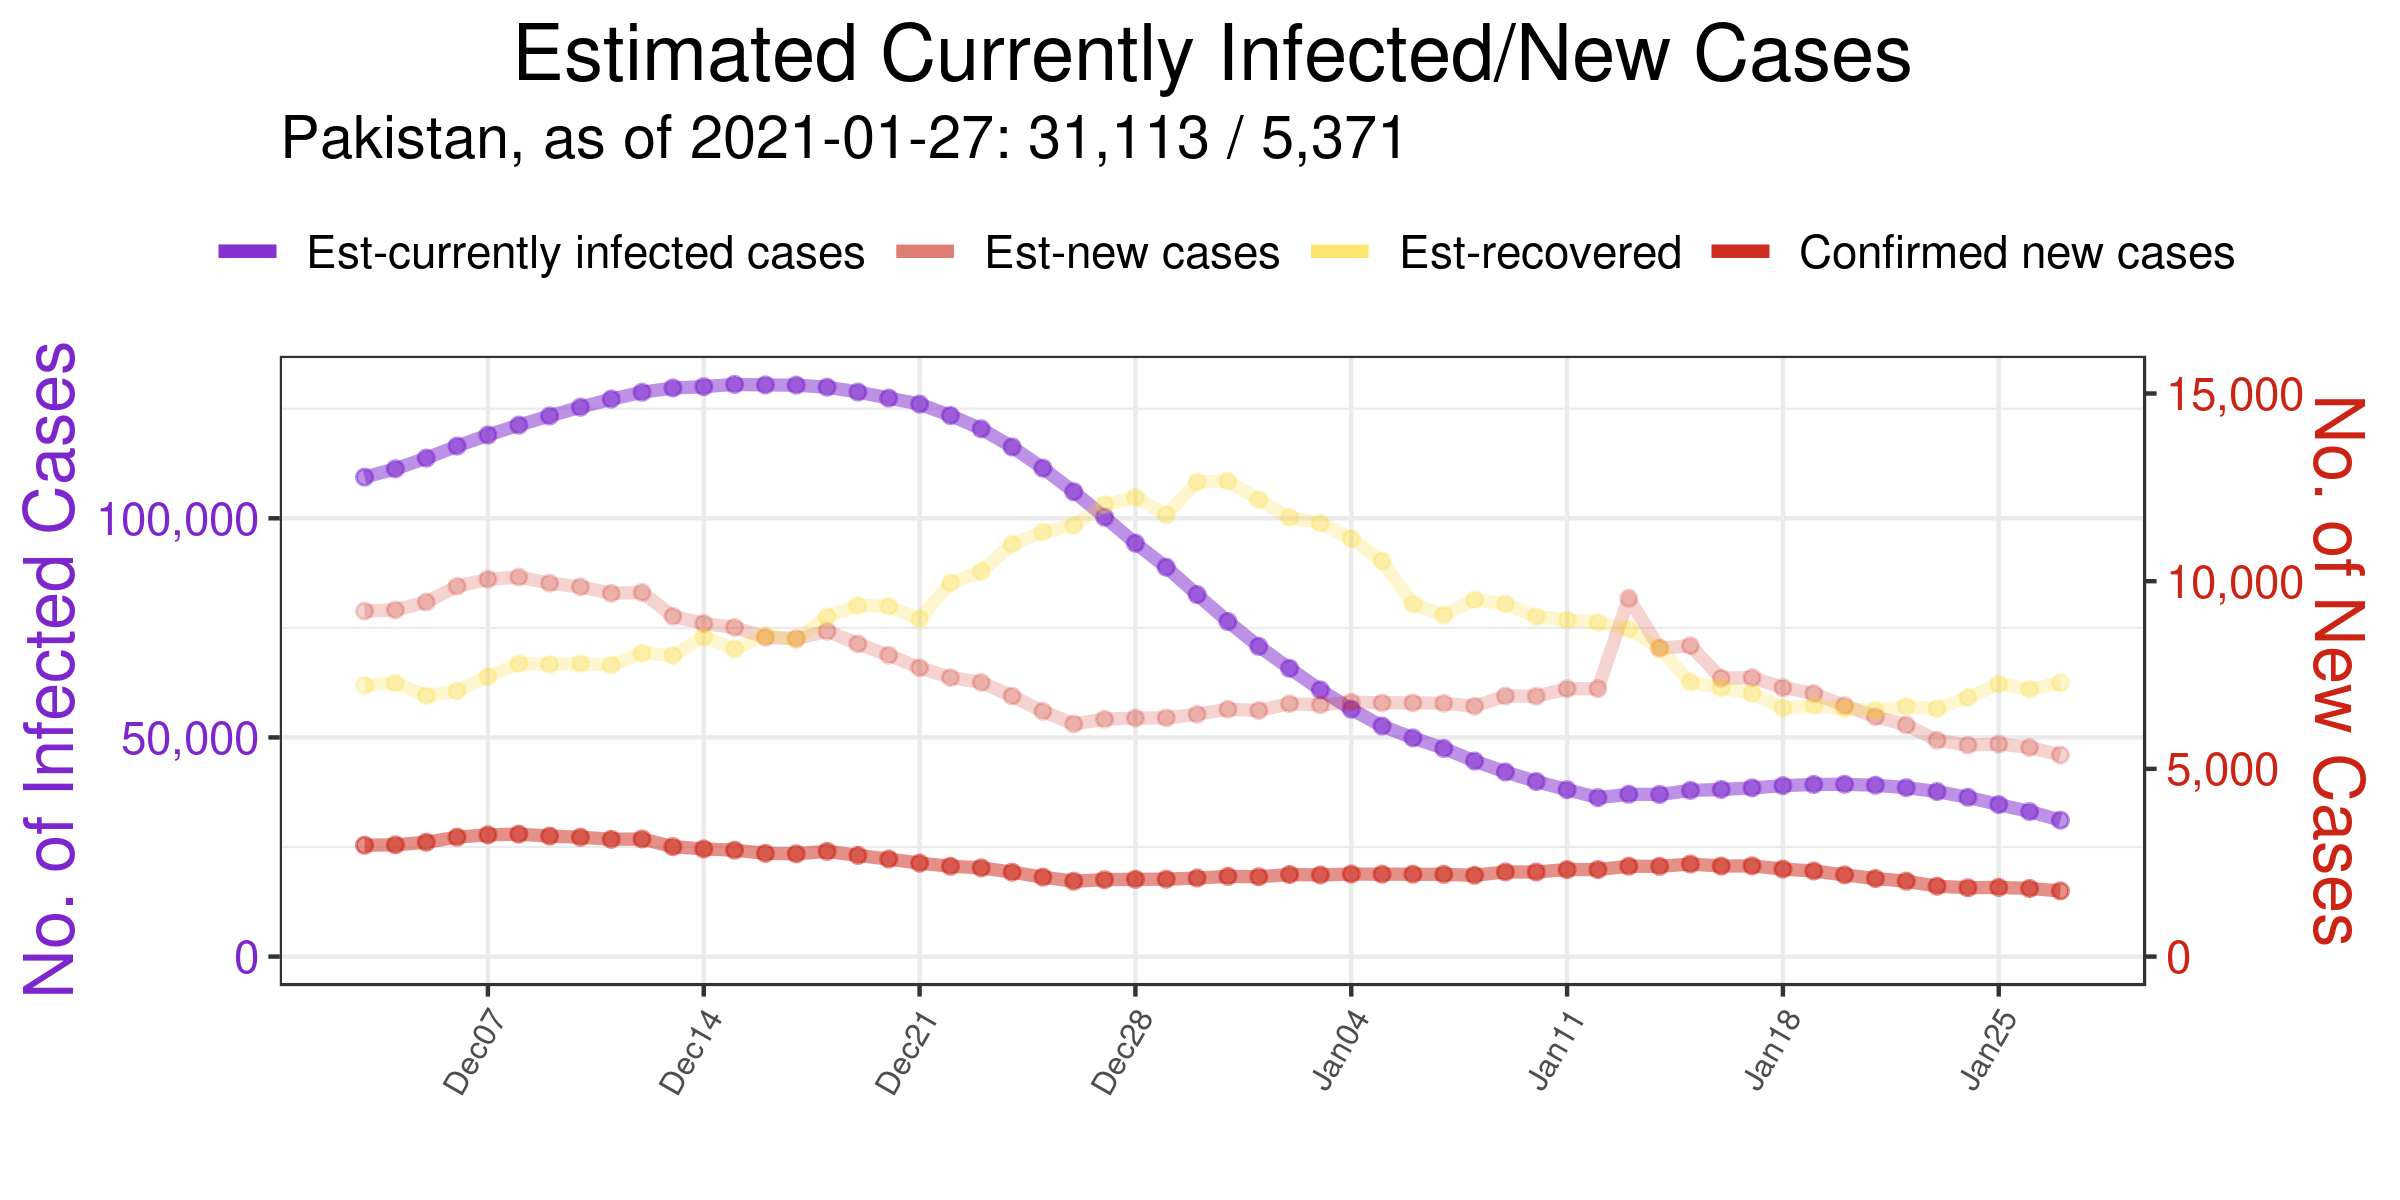 Estimated Currently Infected/New Cases
Pakistan, as of 2021-01-27: 31,113 / 5,371
Est-currently infected cases Est-new cases Est-recovered Confirmed new cases
No. of Infected Cases
100,000
50,000
0
15,000
10,000
5,000
0
No. of New Cases
Dec07 Dec14 Dec21 Dec28 Jan04 Jan11 Jan18 Jan25